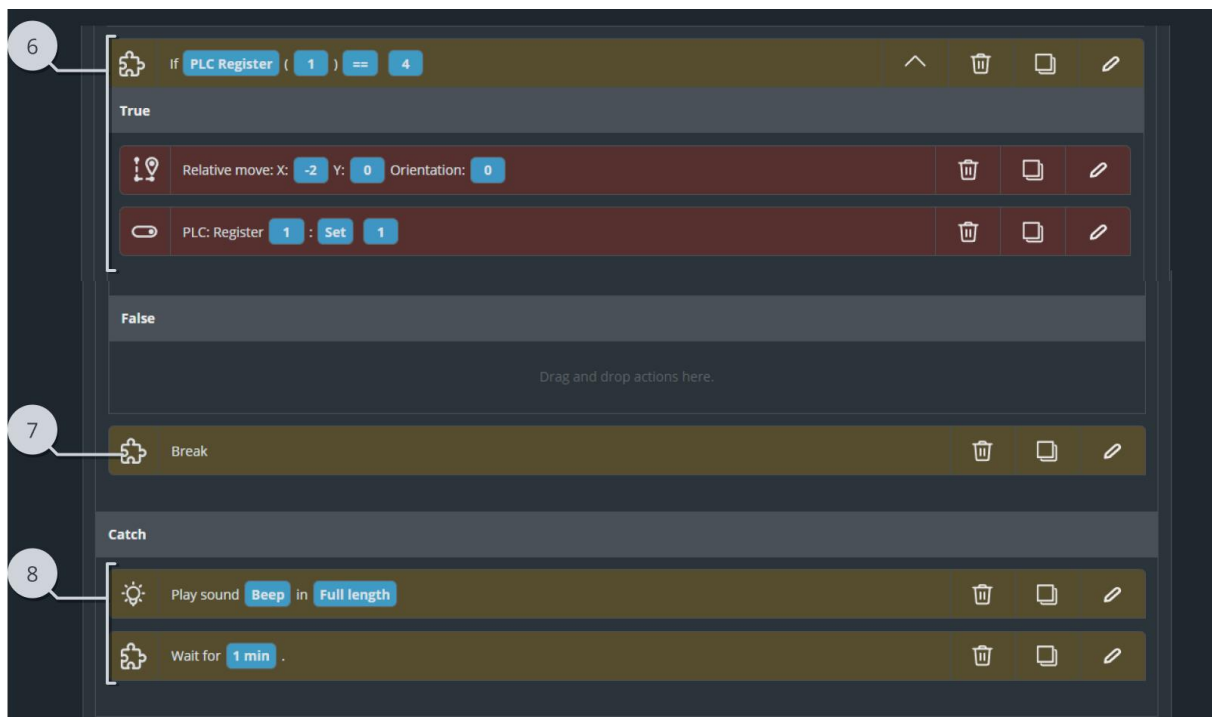 6
If PLC Register ( 1 ) == 4
True
Relative move: X: -2 Y: 0 Orientation: 0
PLC: Register 1 : Set 1
False
Drag and drop actions here.
7
Break
Catch
8
Play sound Beep in Full length
Wait for 1 min .